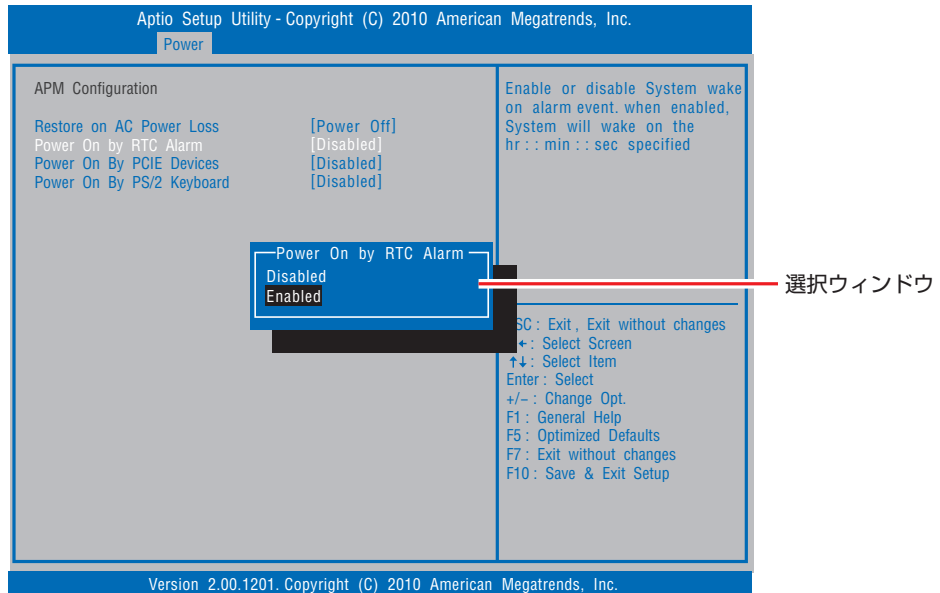 Aptio Setup Utility - Copyright (C) 2010 American Megatrends, Inc.
Power
APM Configuration
Restore on AC Power Loss [Power Off]
Power On by RTC Alarm [Disabled]
Power On By PCIE Devices [Disabled]
Power On By PS/2 Keyboard [Disabled]
Enable or disable System wake
on alarm event. when enabled,
System will wake on the
hr : : min : : sec specified
Power On by RTC Alarm
Disabled
Enabled
選択ウィンドウ
SC : Exit , Exit without changes
← : Select Screen
↑↓ : Select Item
Enter : Select
+/− : Change Opt.
F1 : General Help
F5 : Optimized Defaults
F7 : Exit without changes
F10 : Save & Exit Setup
Version 2.00.1201. Copyright (C) 2010 American Megatrends, Inc.